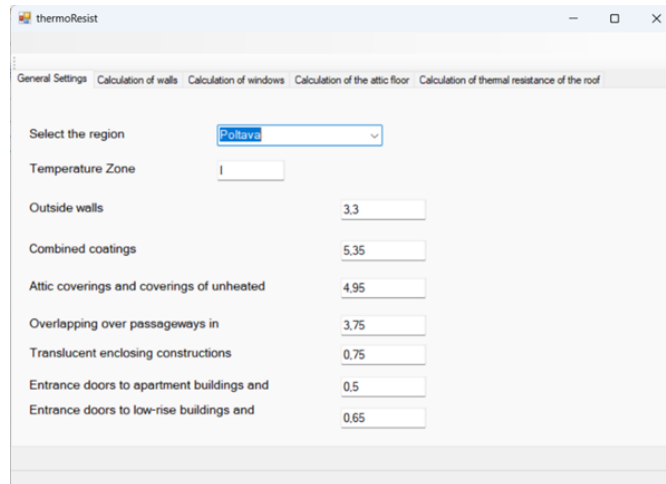 thermoResist
General Settings Calculation of walls Calculation of windows Calculation of the attic floor Calculation of thermal resistance of the roof
Select the region Poltava
Temperature Zone I
Outside walls 3,3
Combined coatings 5,35
Attic coverings and coverings of unheated 4,95
Overlapping over passageways in 3,75
Translucent enclosing constructions 0,75
Entrance doors to apartment buildings and 0,5
Entrance doors to low-rise buildings and 0,65